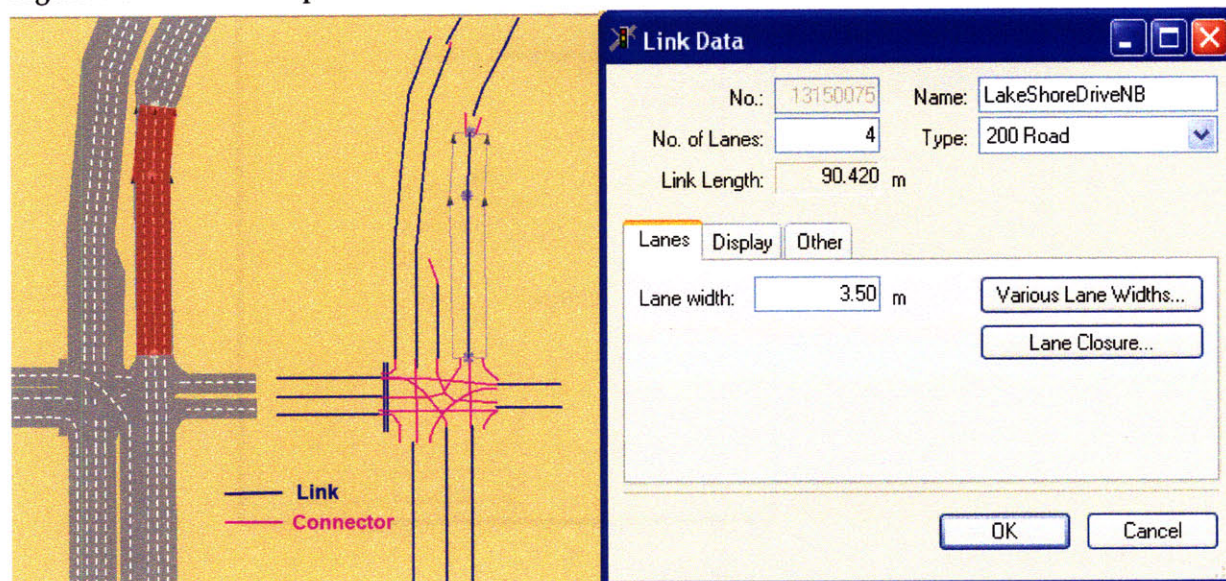 Link Data
No.: 13150075 Name: LakeShoreDriveNB
No. of Lanes: 4 Type: 200 Road
Link Length: 90.420 m
Lanes Display Other
Lane width: 3.50 m Various Lane Widths...
Lane Closure...
Link
Connector
OK Cancel